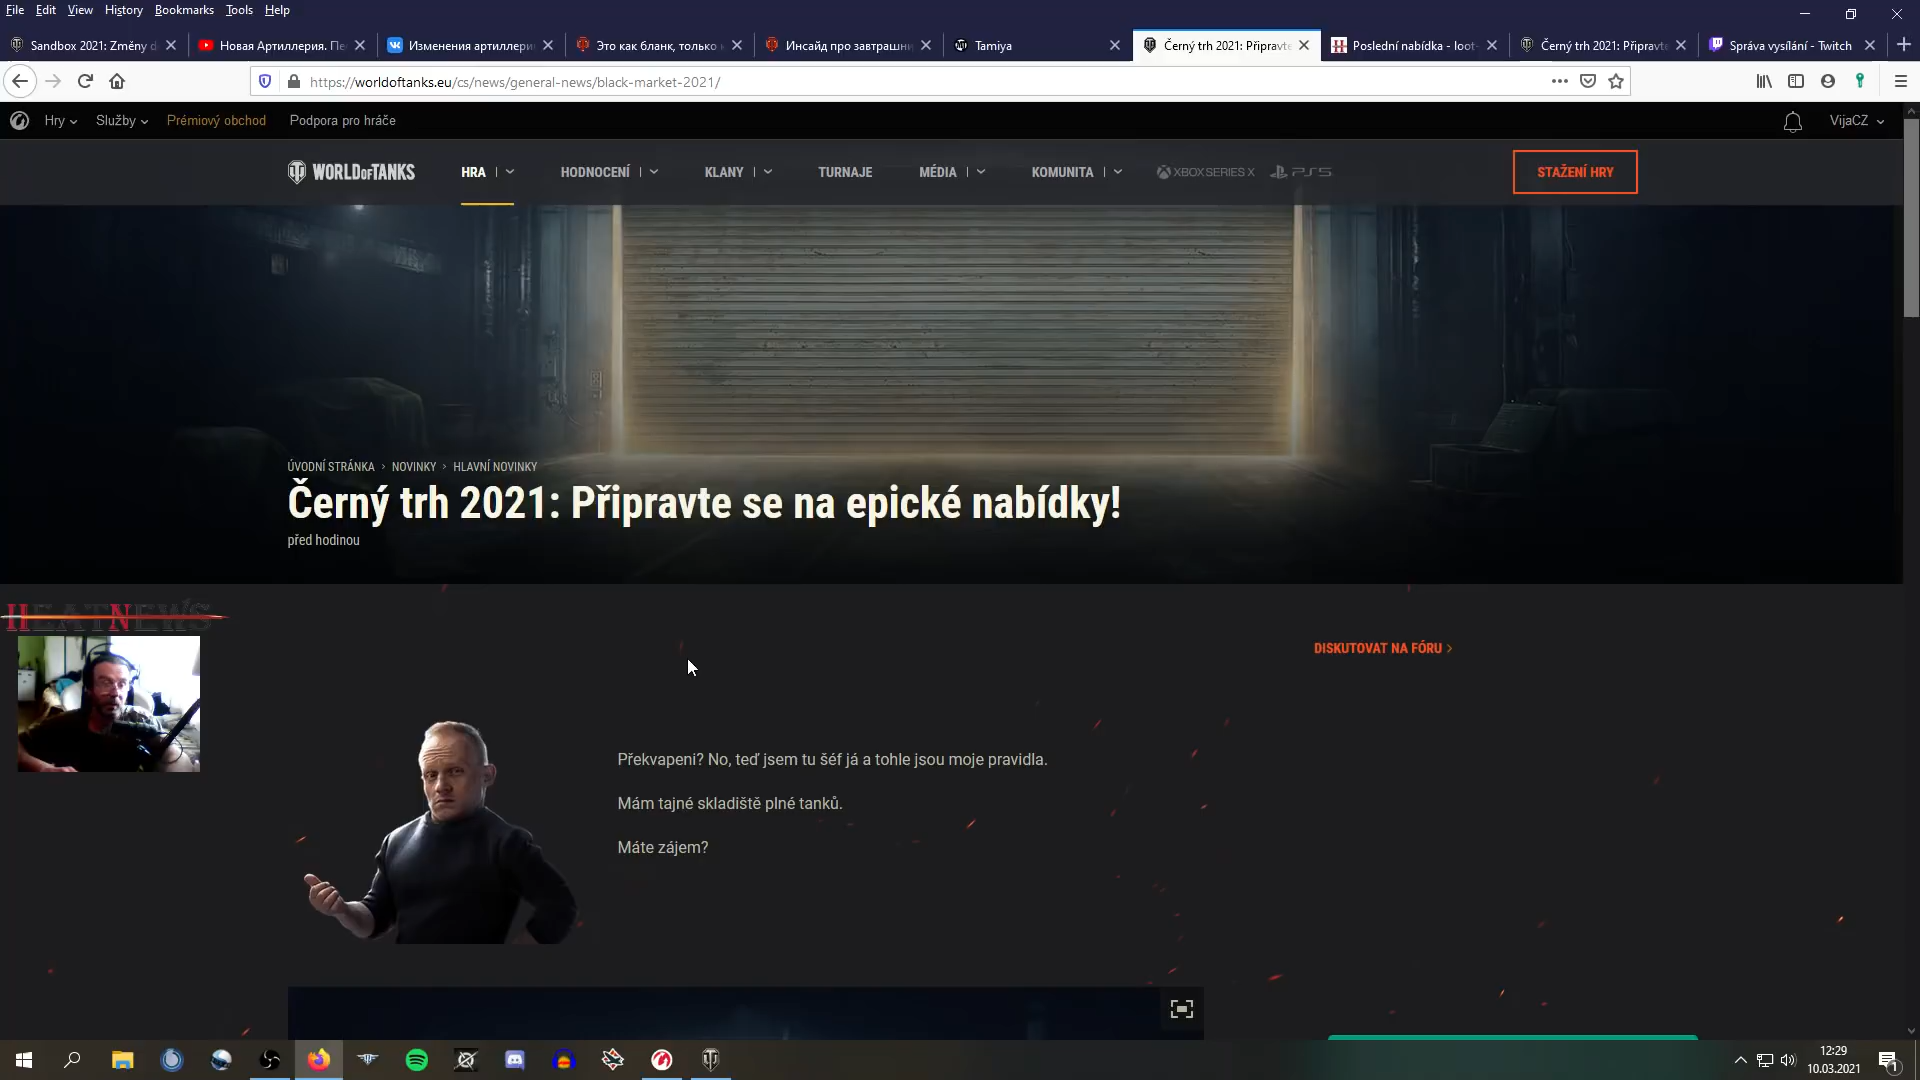 File Edit View History Bookmarks Tools Help
Sandbox 2021: Změny d
Новая Артиллерия. Пе
Изменения артиллери
Это как бланк, только
Инсайд про завтрашни
Tamiya
Černý trh 2021: Připravte
Poslední nabídka - loot-
Černý trh 2021: Připravte
Správa vysílání - Twitch
https://worldoftanks.eu/cs/news/general-news/black-market-2021/
Hry Služby Prémiový obchod Podpora pro hráče VijaCZ
WORLD OF TANKS HRA HODNOCENÍ KLANY TURNAJE MÉDIA KOMUNITA XBOX SERIES X PS5 STAŽENÍ HRY
ÚVODNÍ STRÁNKA › NOVINKY › HLAVNÍ NOVINKY
Černý trh 2021: Připravte se na epické nabídky!
před hodinou
HEATNEWS
DISKUTOVAT NA FÓRU ›
Překvapeni? No, teď jsem tu šéf já a tohle jsou moje pravidla.
Mám tajné skladiště plné tanků.
Máte zájem?
12:29
10.03.2021
1